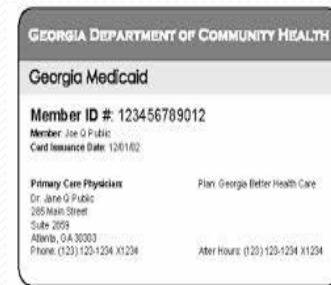 GEORGIA DEPARTMENT OF COMMUNITY HEALTH
Georgia Medicaid
Member ID #: 123456789012
Member: Joe Q Public
Card Issuance Date: 12/01/02
Primary Care Physician: Plan: Georgia Better Health Care
Dr. Jane Q Public
285 Main Street
Suite 2859
Atlanta, GA 30303
Phone: (123) 123-1234 X1234 After Hours: (123) 123-1234 X1234